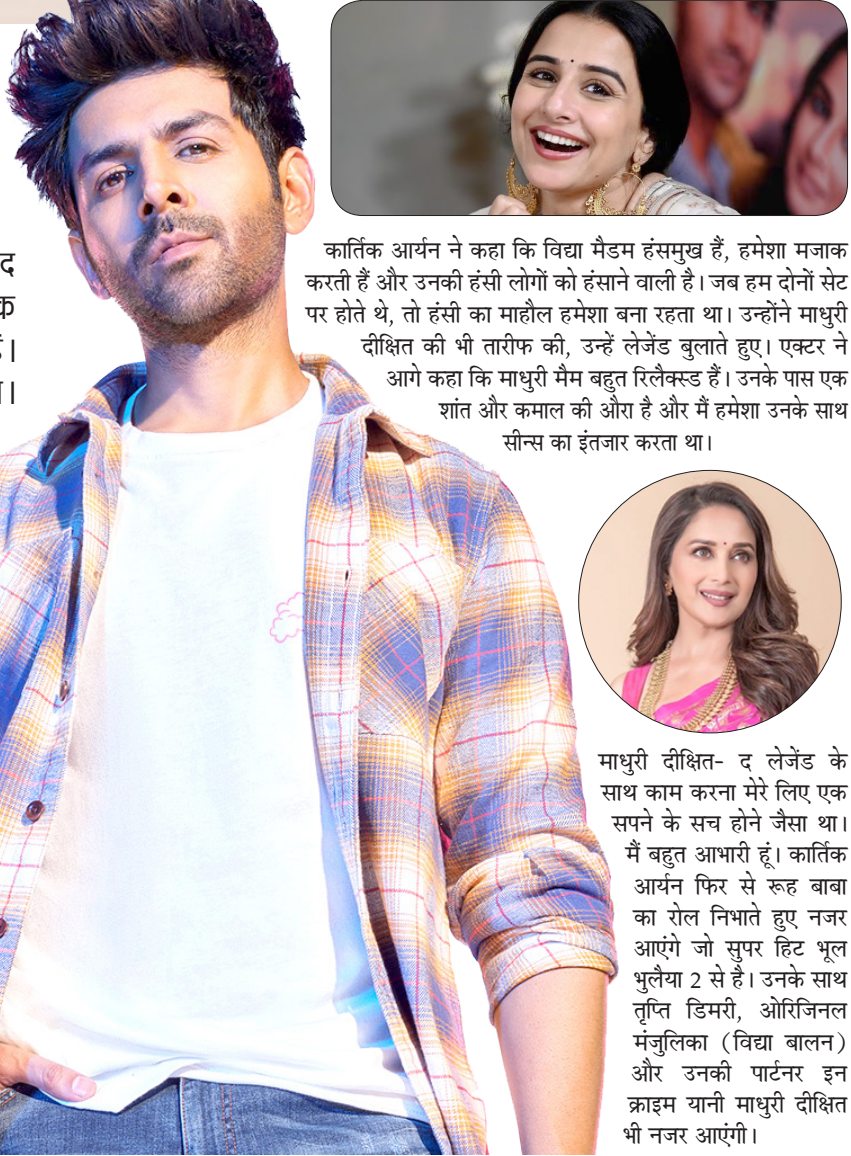 द
क
।
।
कार्तिक आर्यन ने कहा कि विद्या मैडम हंसमुख हैं, हमेशा मजाक
करती हैं और उनकी हंसी लोगों को हंसाने वाली है। जब हम दोनों सेट
पर होते थे, तो हंसी का माहौल हमेशा बना रहता था। उन्होंने माधुरी
दीक्षित की भी तारीफ की, उन्हें लेजेंड बुलाते हुए। एक्टर ने
आगे कहा कि माधुरी मैम बहुत रिलैक्स्ड हैं। उनके पास एक
शांत और कमाल की औरा है और मैं हमेशा उनके साथ
सीन्स का इंतजार करता था।
माधुरी दीक्षित- द लेजेंड के
साथ काम करना मेरे लिए एक
सपने के सच होने जैसा था।
मैं बहुत आभारी हूं। कार्तिक
आर्यन फिर से रूह बाबा
का रोल निभाते हुए नजर
आएंगे जो सुपर हिट भूल
भुलैया 2 से है। उनके साथ
तृप्ति डिमरी, ओरिजिनल
मंजुलिका (विद्या बालन)
और उनकी पार्टनर इन
क्राइम यानी माधुरी दीक्षित
भी नजर आएंगी।